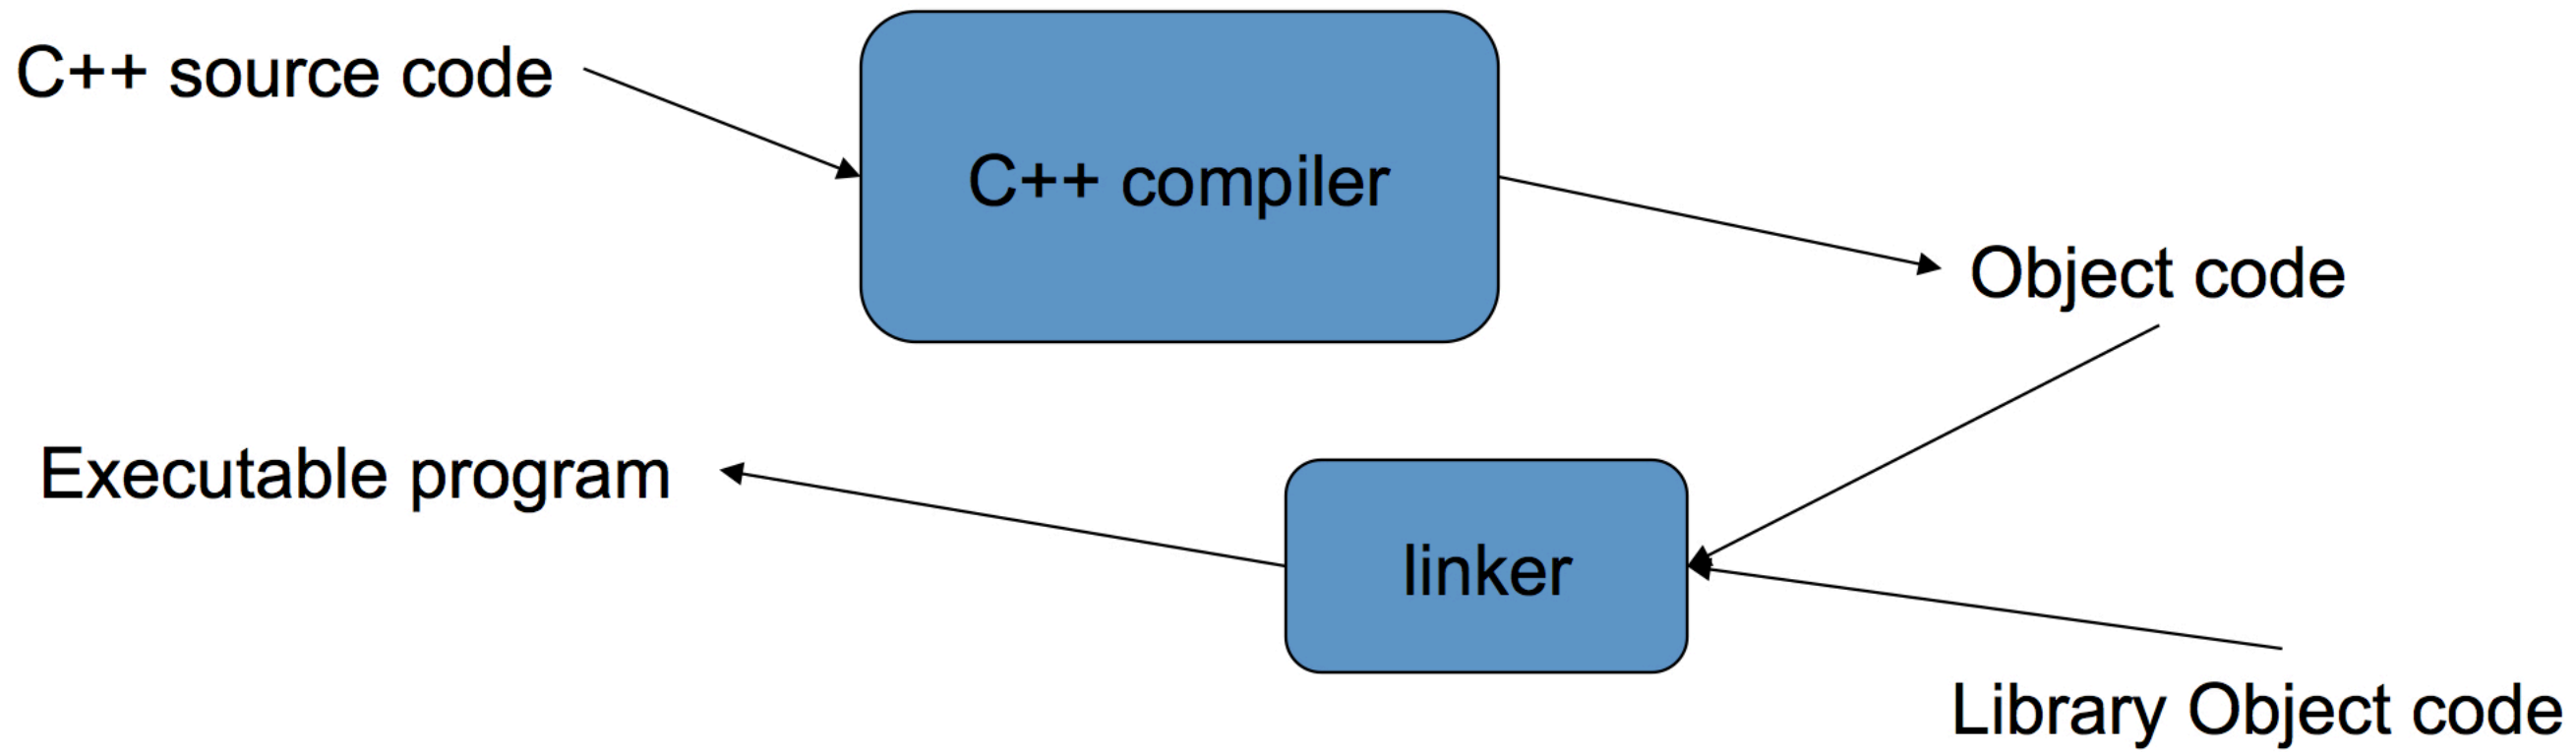 C++ source code
C++ compiler
Object code
Executable program
linker
Library Object code